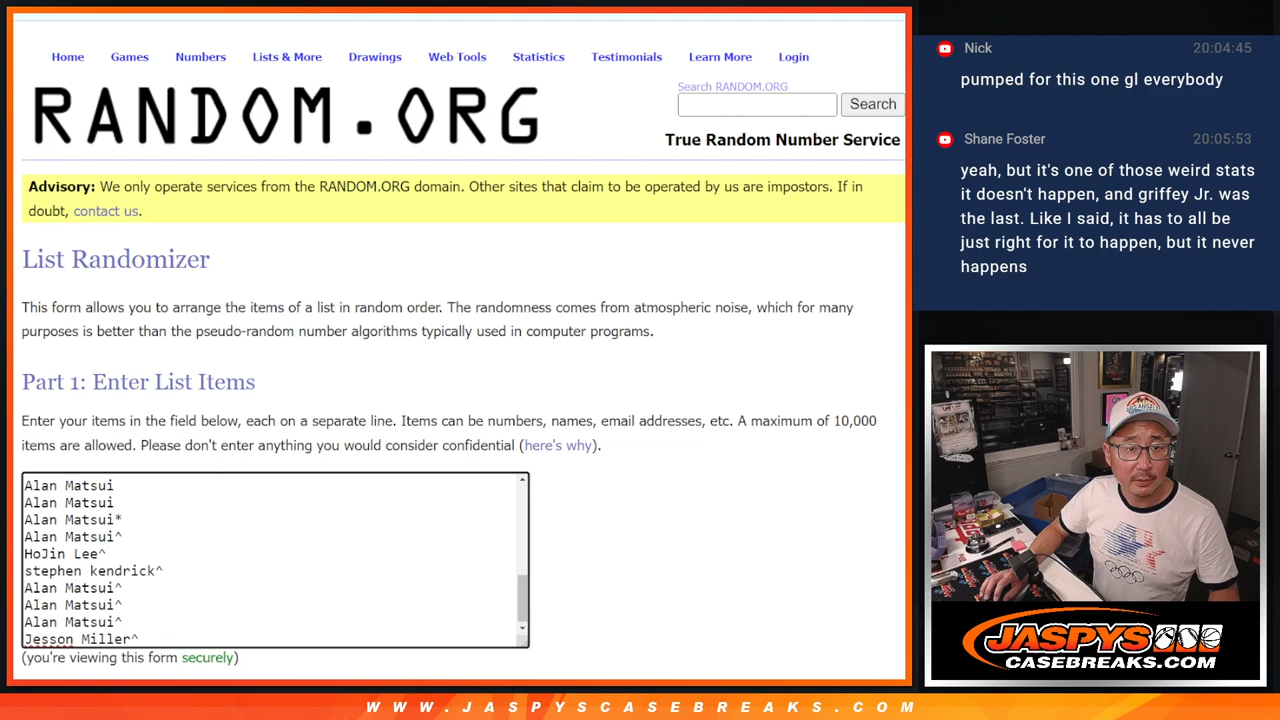 Home Games Numbers Lists & More Drawings Web Tools Statistics Testimonials Learn More Login
RANDOM.ORG
Search RANDOM.ORG
Search
True Random Number Service
Advisory: We only operate services from the RANDOM.ORG domain. Other sites that claim to be operated by us are impostors. If in
doubt, contact us.
List Randomizer
This form allows you to arrange the items of a list in random order. The randomness comes from atmospheric noise, which for many
purposes is better than the pseudo-random number algorithms typically used in computer programs.
Part 1: Enter List Items
Enter your items in the field below, each on a separate line. Items can be numbers, names, email addresses, etc. A maximum of 10,000
items are allowed. Please don't enter anything you would consider confidential (here's why).
Alan Matsui
Alan Matsui
Alan Matsui*
Alan Matsui^
HoJin Lee^
stephen kendrick^
Alan Matsui^
Alan Matsui^
Alan Matsui^
Jesson Miller^
(you're viewing this form securely)
Nick 20:04:45
pumped for this one gl everybody
Shane Foster 20:05:53
yeah, but it's one of those weird stats
it doesn't happen, and griffey Jr. was
the last. Like I said, it has to all be
just right for it to happen, but it never
happens
JASPYS
CASEBREAKS.COM
WWW.JASPYSCASEBREAKS.COM